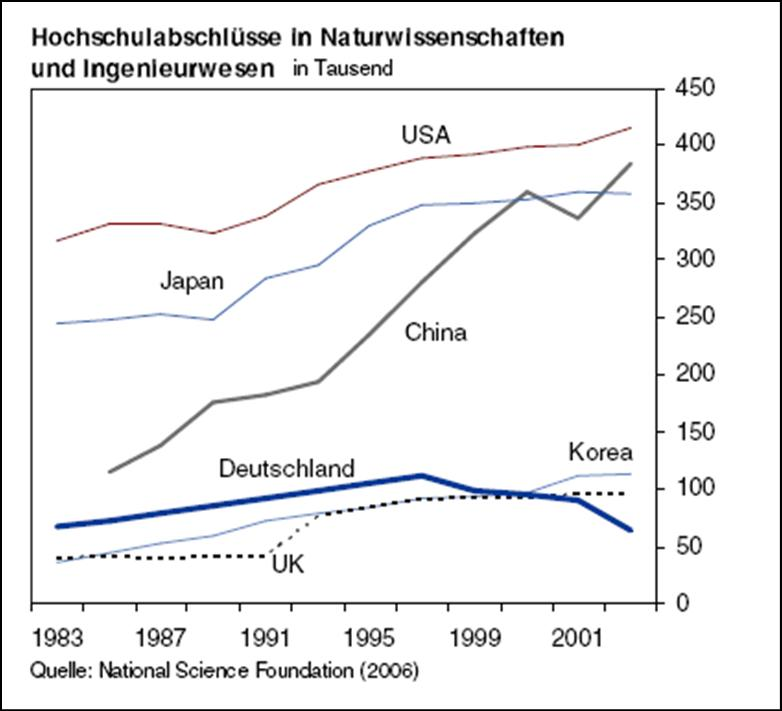 Hochschulabschlüsse in Naturwissenschaften
und Ingenieurwesen in Tausend
450
USA
400
350
Japan
300
China
250
200
150
Korea
Deutschland
100
50
UK
0
1983 1987 1991 1995 1999 2001
Quelle: National Science Foundation (2006)